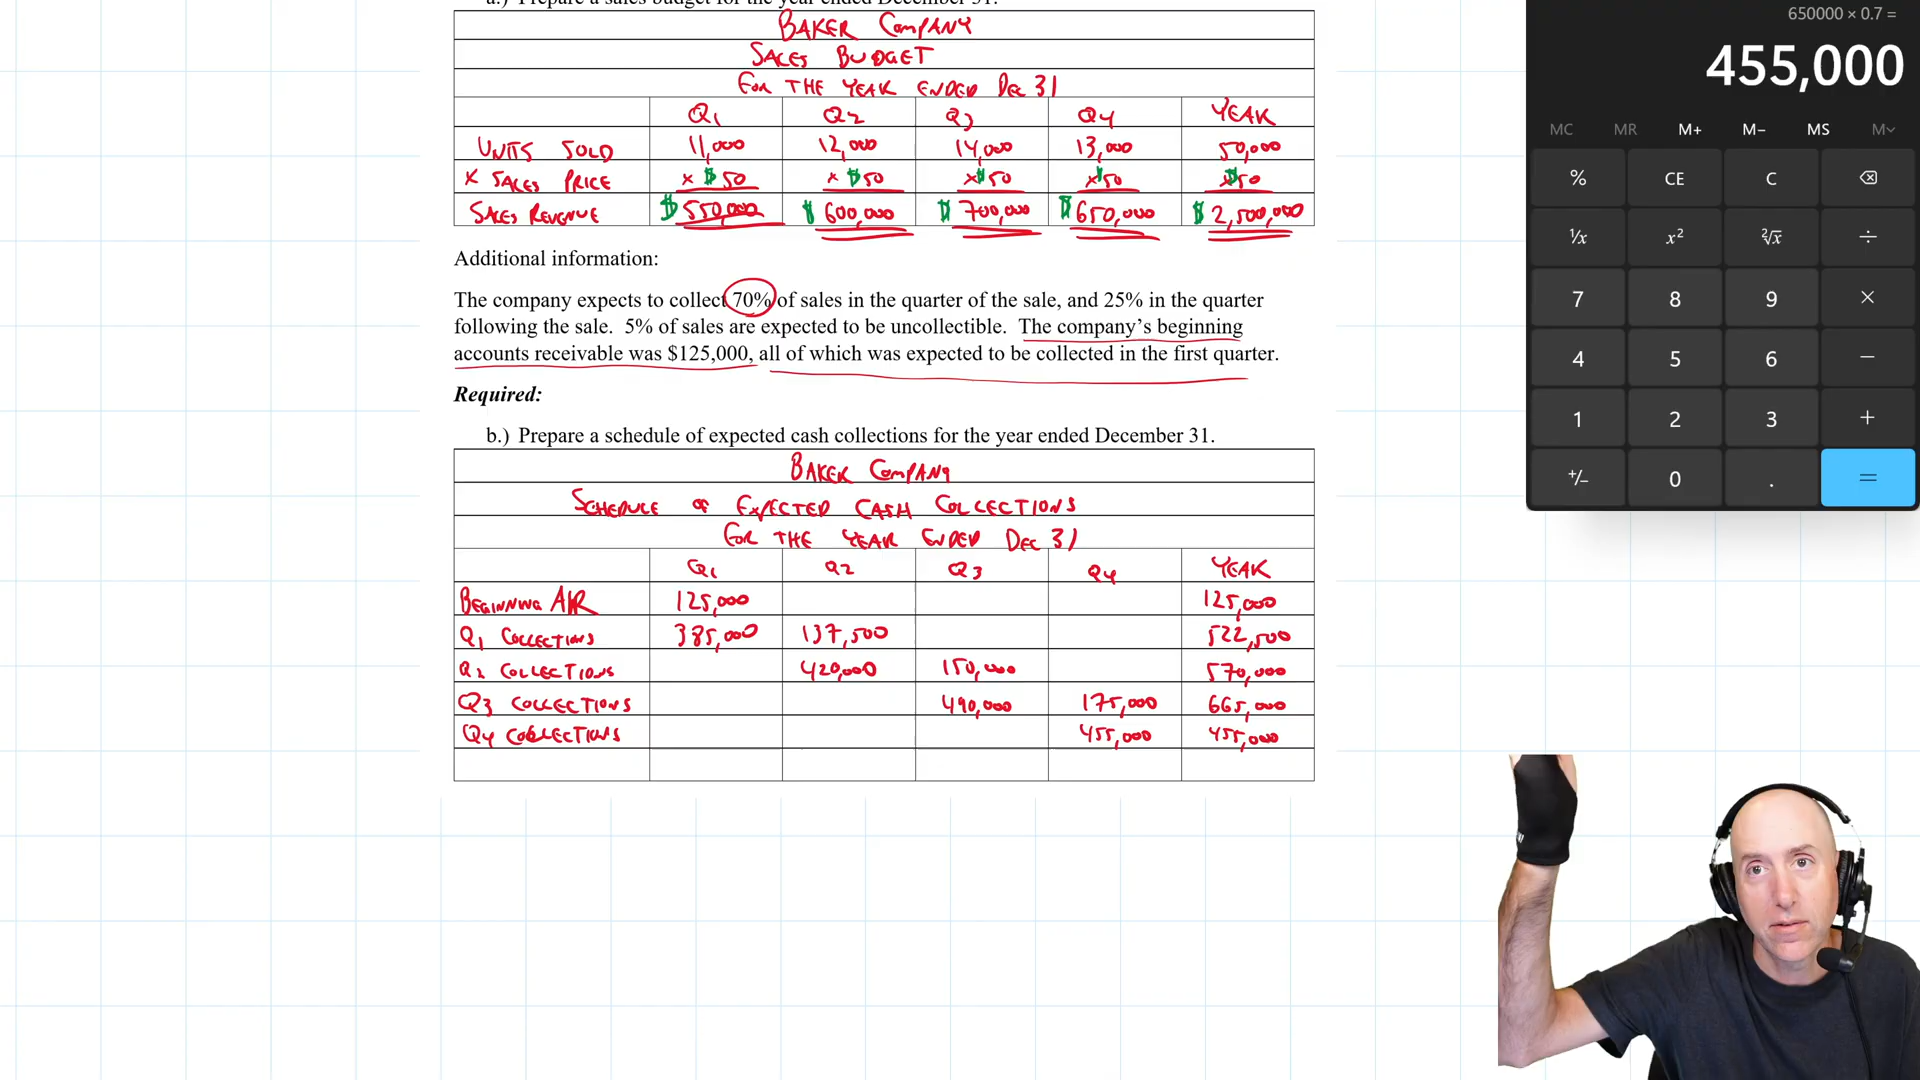 a.) Prepare a sales budget for the year ended December 31.
BAKER COMPANY
SALES BUDGET
FOR THE YEAR ENDED DEC 31
Q1 Q2 Q3 Q4 YEAR
UNITS SOLD 11,000 12,000 14,000 13,000 50,000
X SALES PRICE x $50 x $50 x $50 x $50 x $50
SALES REVENUE $550,000 $600,000 $700,000 $650,000 $2,500,000
Additional information:
The company expects to collect 70% of sales in the quarter of the sale, and 25% in the quarter
following the sale. 5% of sales are expected to be uncollectible. The company's beginning
accounts receivable was $125,000, all of which was expected to be collected in the first quarter.
Required:
b.) Prepare a schedule of expected cash collections for the year ended December 31.
BAKER COMPANY
SCHEDULE OF EXPECTED CASH COLLECTIONS
FOR THE YEAR ENDED DEC 31
Q1 Q2 Q3 Q4 YEAR
BEGINNING A/R 125,000 125,000
Q1 COLLECTIONS 385,000 137,500 522,500
Q2 COLLECTIONS 420,000 150,000 570,000
Q3 COLLECTIONS 490,000 175,000 665,000
Q4 COLLECTIONS 455,000 455,000
650000 × 0.7 =
455,000
MC MR M+ M− MS M˅
% CE C ⌫
¹/x x² ²√x ÷
7 8 9 ×
4 5 6 −
1 2 3 +
+/− 0 . =